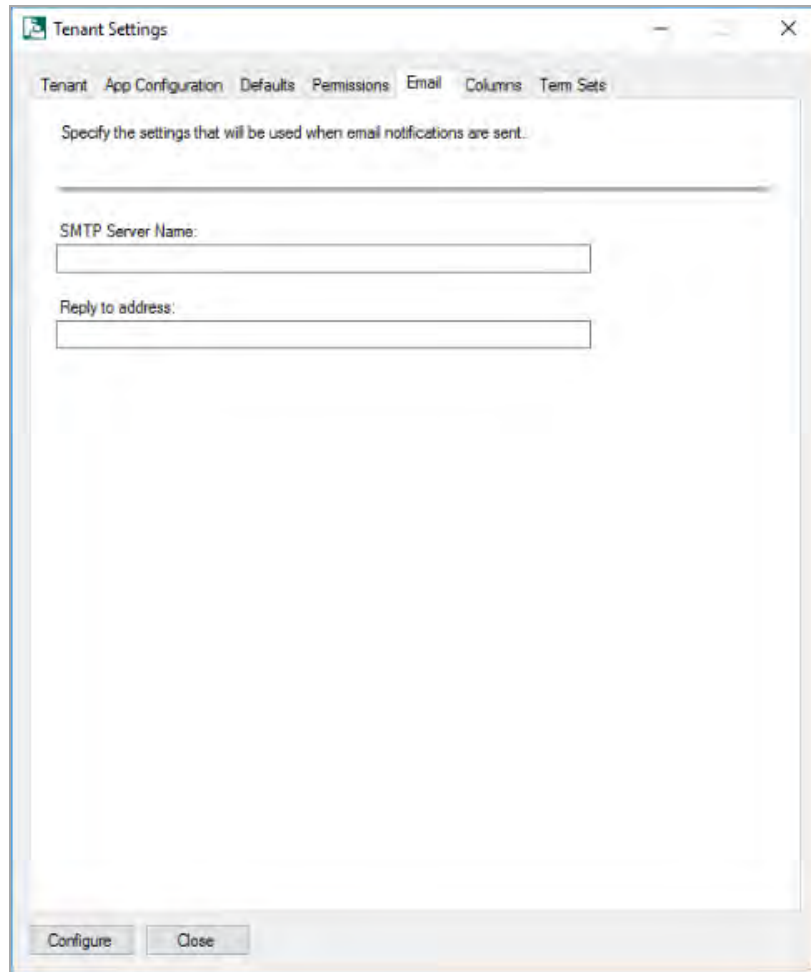 Tenant Settings
Tenant App Configuration Defaults Permissions Email Columns Term Sets
Specify the settings that will be used when email notifications are sent.
SMTP Server Name:
Reply to address:
Configure Close